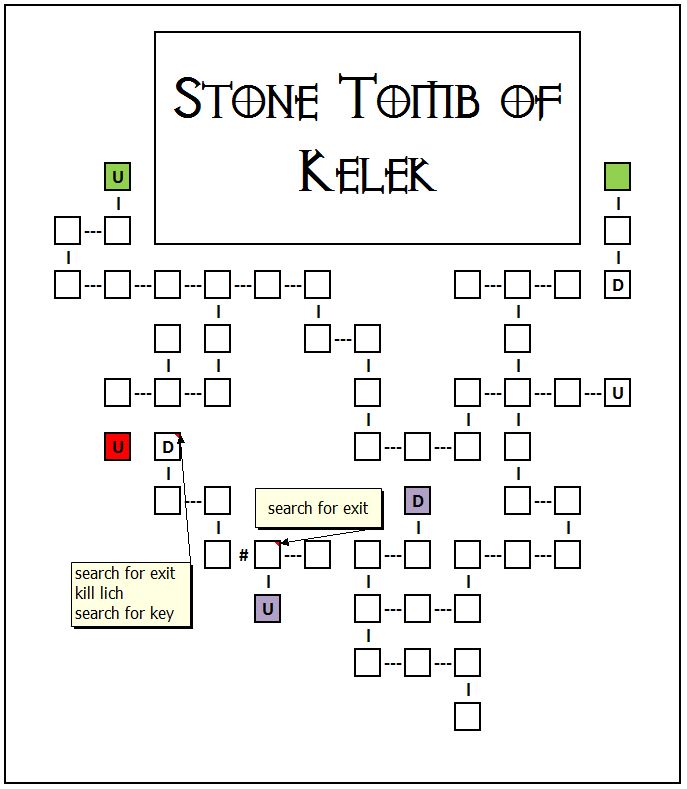 STONE TOMB OF
KELEK
U
D
U
U
D
D
search for exit
#
search for exit
kill lich
search for key
U